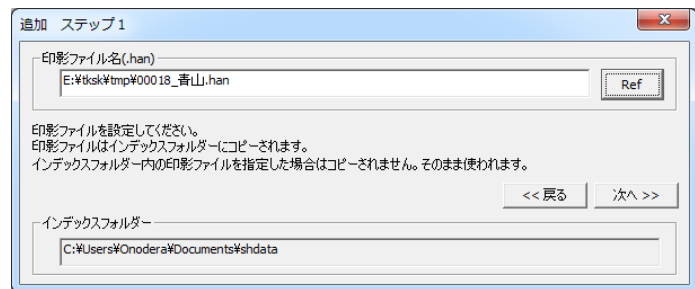 追加 ステップ1
印影ファイル名(.han)
E:¥tksk¥tmp¥00018_青山.han
Ref
印影ファイルを設定してください。
印影ファイルはインデックスフォルダーにコピーされます。
インデックスフォルダー内の印影ファイルを指定した場合はコピーされません。そのまま使われます。
<< 戻る 次へ >>
インデックスフォルダー
C:¥Users¥Onodera¥Documents¥shdata